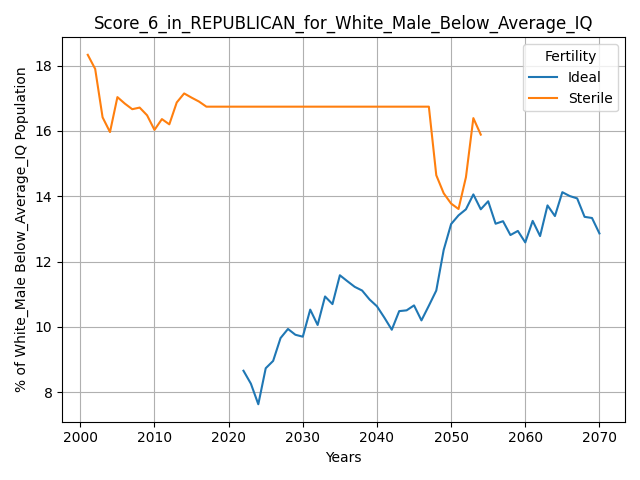 Score_6_in_REPUBLICAN_for_White_Male_Below_Average_IQ
% of White_Male Below_Average_IQ Population
18
16
14
12
10
8
Fertility
Ideal
Sterile
2000 2010 2020 2030 2040 2050 2060 2070
Years